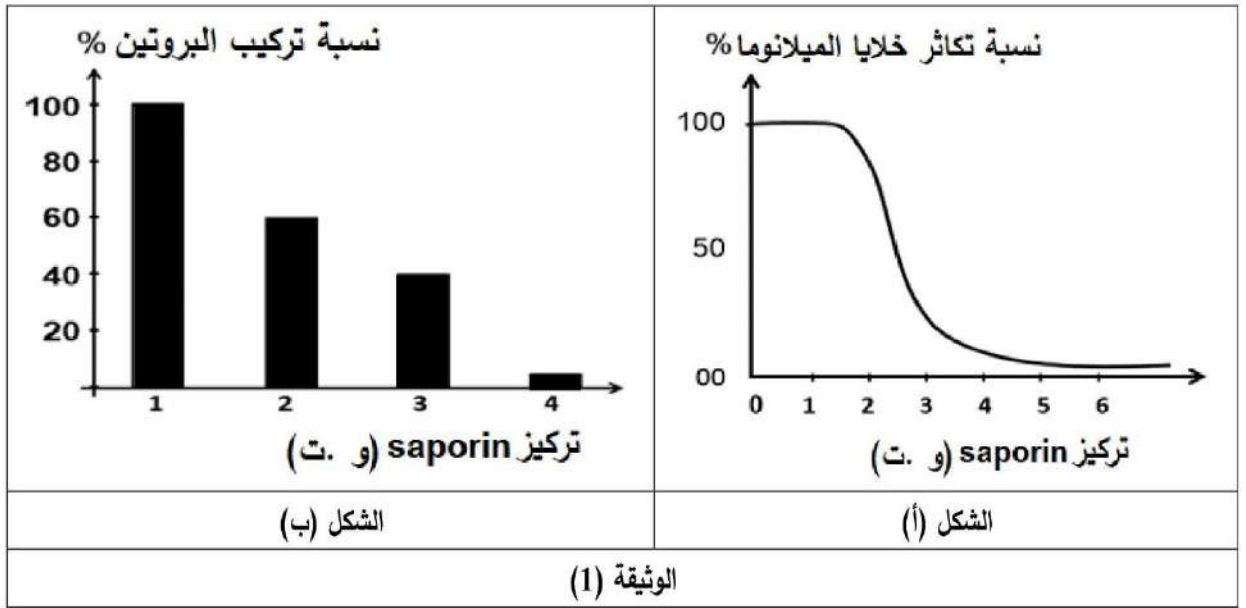 نسبة تكاثر خلايا الميلانوما %
100
50
00
0 1 2 3 4 5 6
تركيز saporin (و .ت)
الشكل (أ)
نسبة تركيب البروتين %
100
80
60
40
20
1 2 3 4
تركيز saporin (و .ت)
الشكل (ب)
الوثيقة (1)